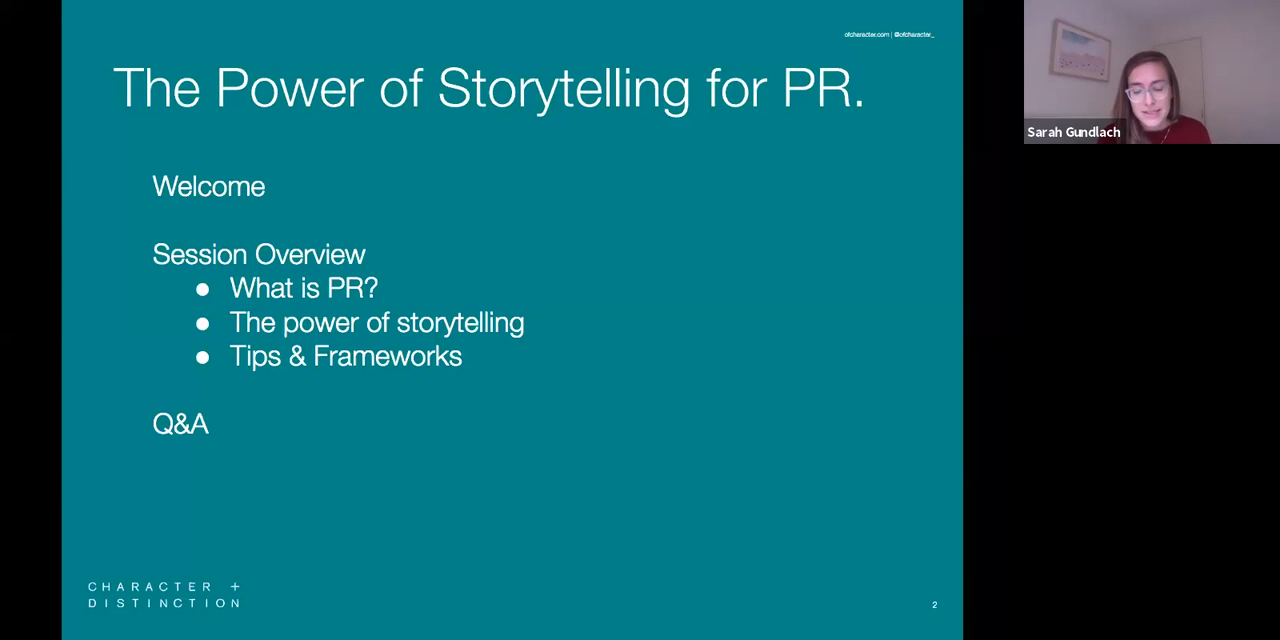 ofcharacter.com | @ofcharacter_
The Power of Storytelling for PR.
Welcome
Session Overview
● What is PR?
● The power of storytelling
● Tips & Frameworks
Q&A
CHARACTER +
DISTINCTION
2
Sarah Gundlach